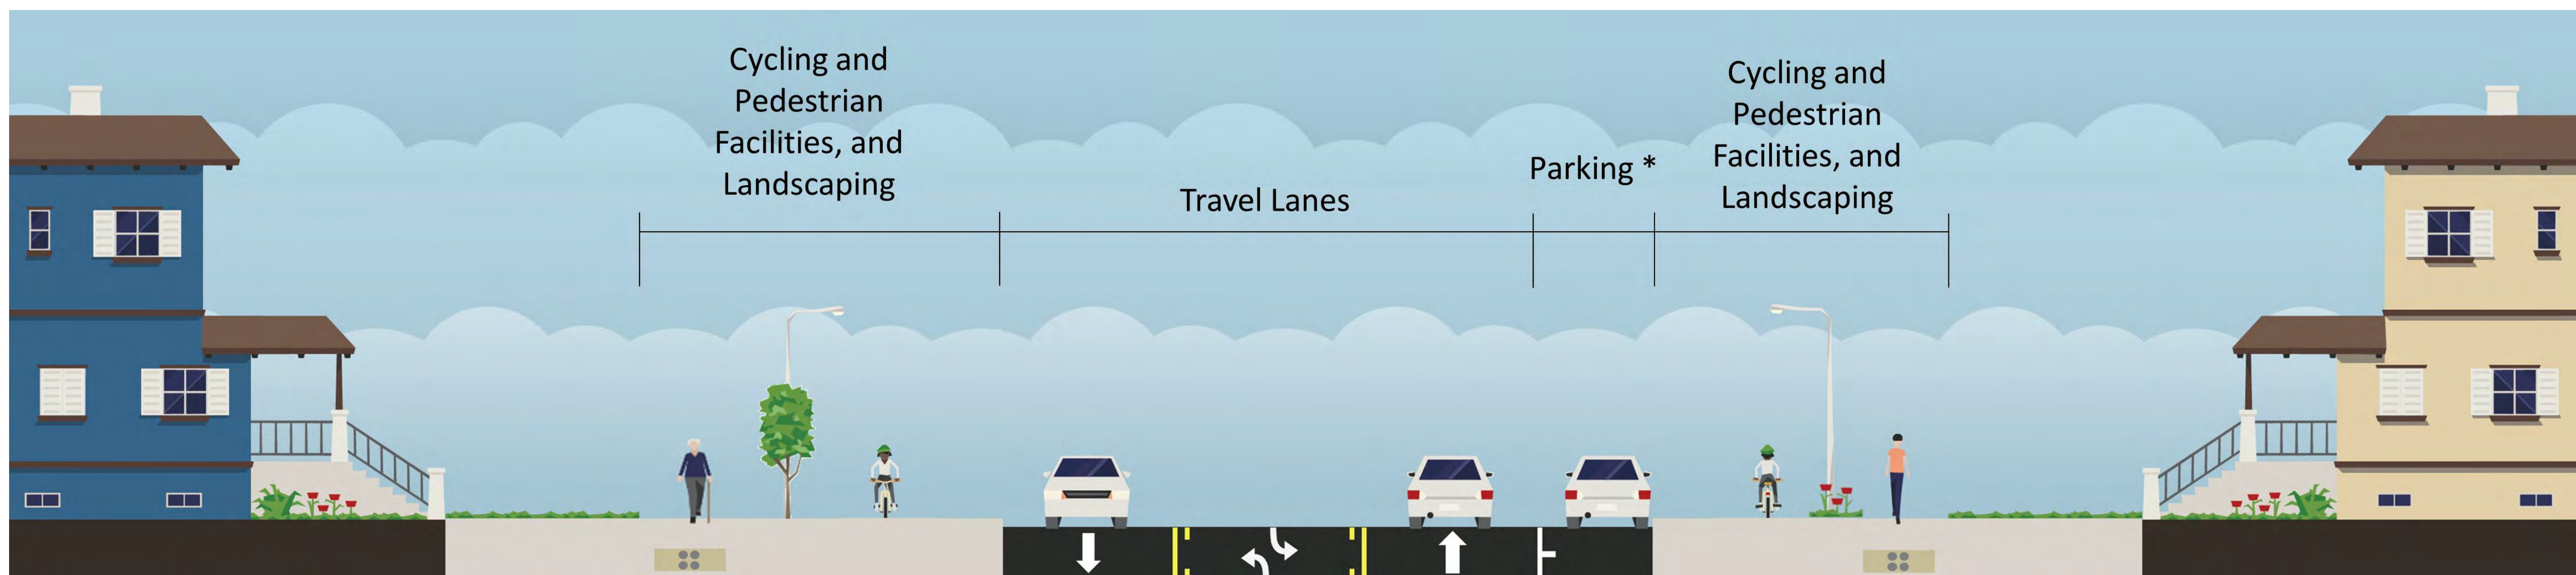 Cycling and
Pedestrian
Facilities, and
Landscaping
Travel Lanes
Parking *
Cycling and
Pedestrian
Facilities, and
Landscaping